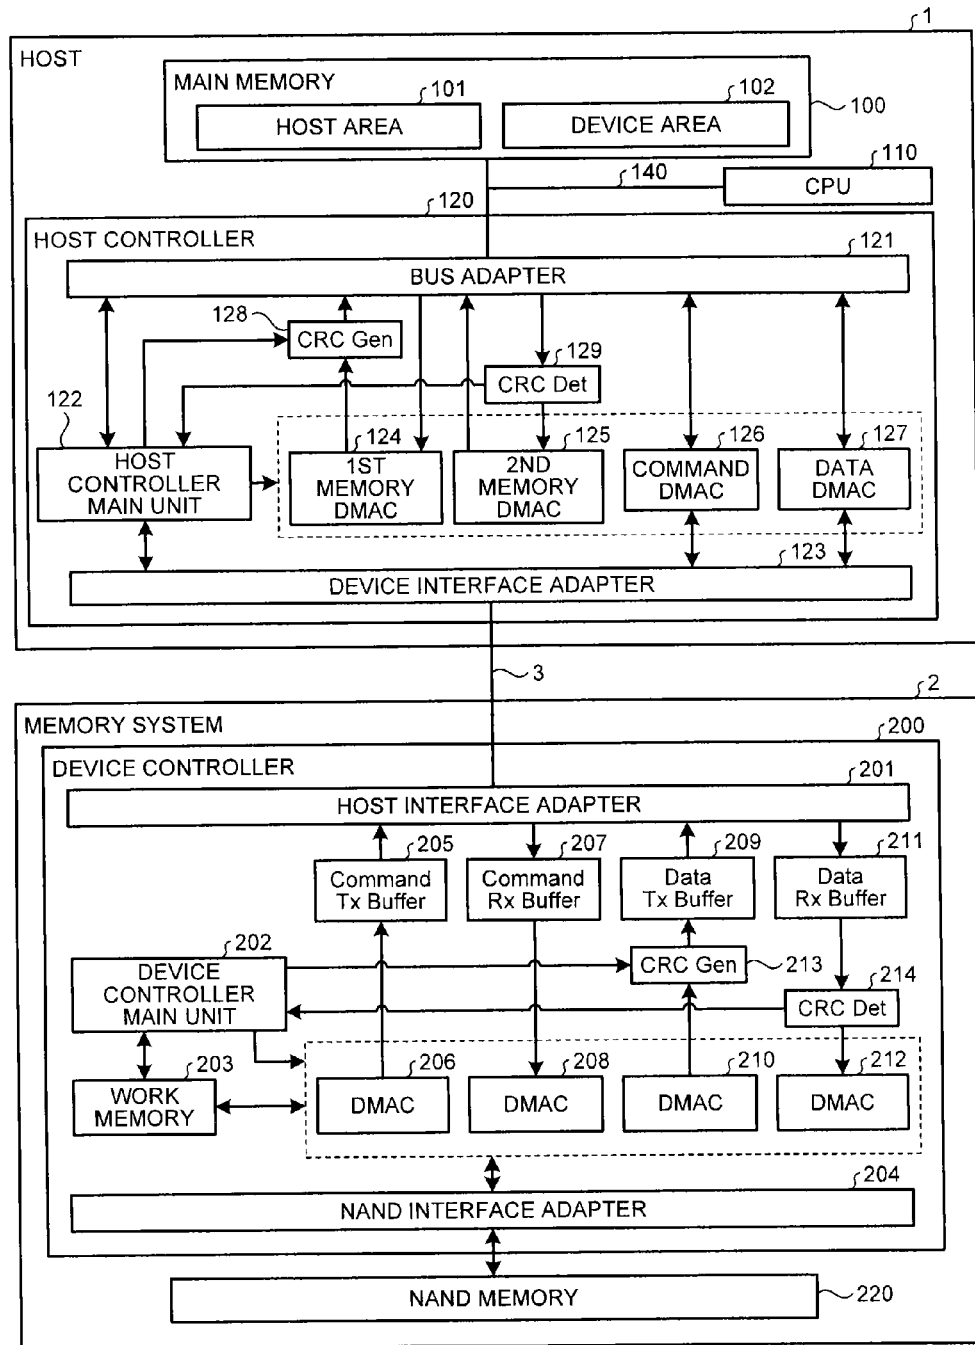 1
HOST
MAIN MEMORY
101
102
HOST AREA
DEVICE AREA
100
110
140
CPU
120
HOST CONTROLLER
121
BUS ADAPTER
128
CRC Gen
129
CRC Det
122
124
125
126
127
HOST
CONTROLLER
MAIN UNIT
1ST
MEMORY
DMAC
2ND
MEMORY
DMAC
COMMAND
DMAC
DATA
DMAC
123
DEVICE INTERFACE ADAPTER
3
2
MEMORY SYSTEM
200
DEVICE CONTROLLER
201
HOST INTERFACE ADAPTER
205
207
209
211
Command
Tx Buffer
Command
Rx Buffer
Data
Tx Buffer
Data
Rx Buffer
202
DEVICE
CONTROLLER
MAIN UNIT
CRC Gen
213
214
CRC Det
203
206
208
210
212
WORK
MEMORY
DMAC
DMAC
DMAC
DMAC
204
NAND INTERFACE ADAPTER
NAND MEMORY
220